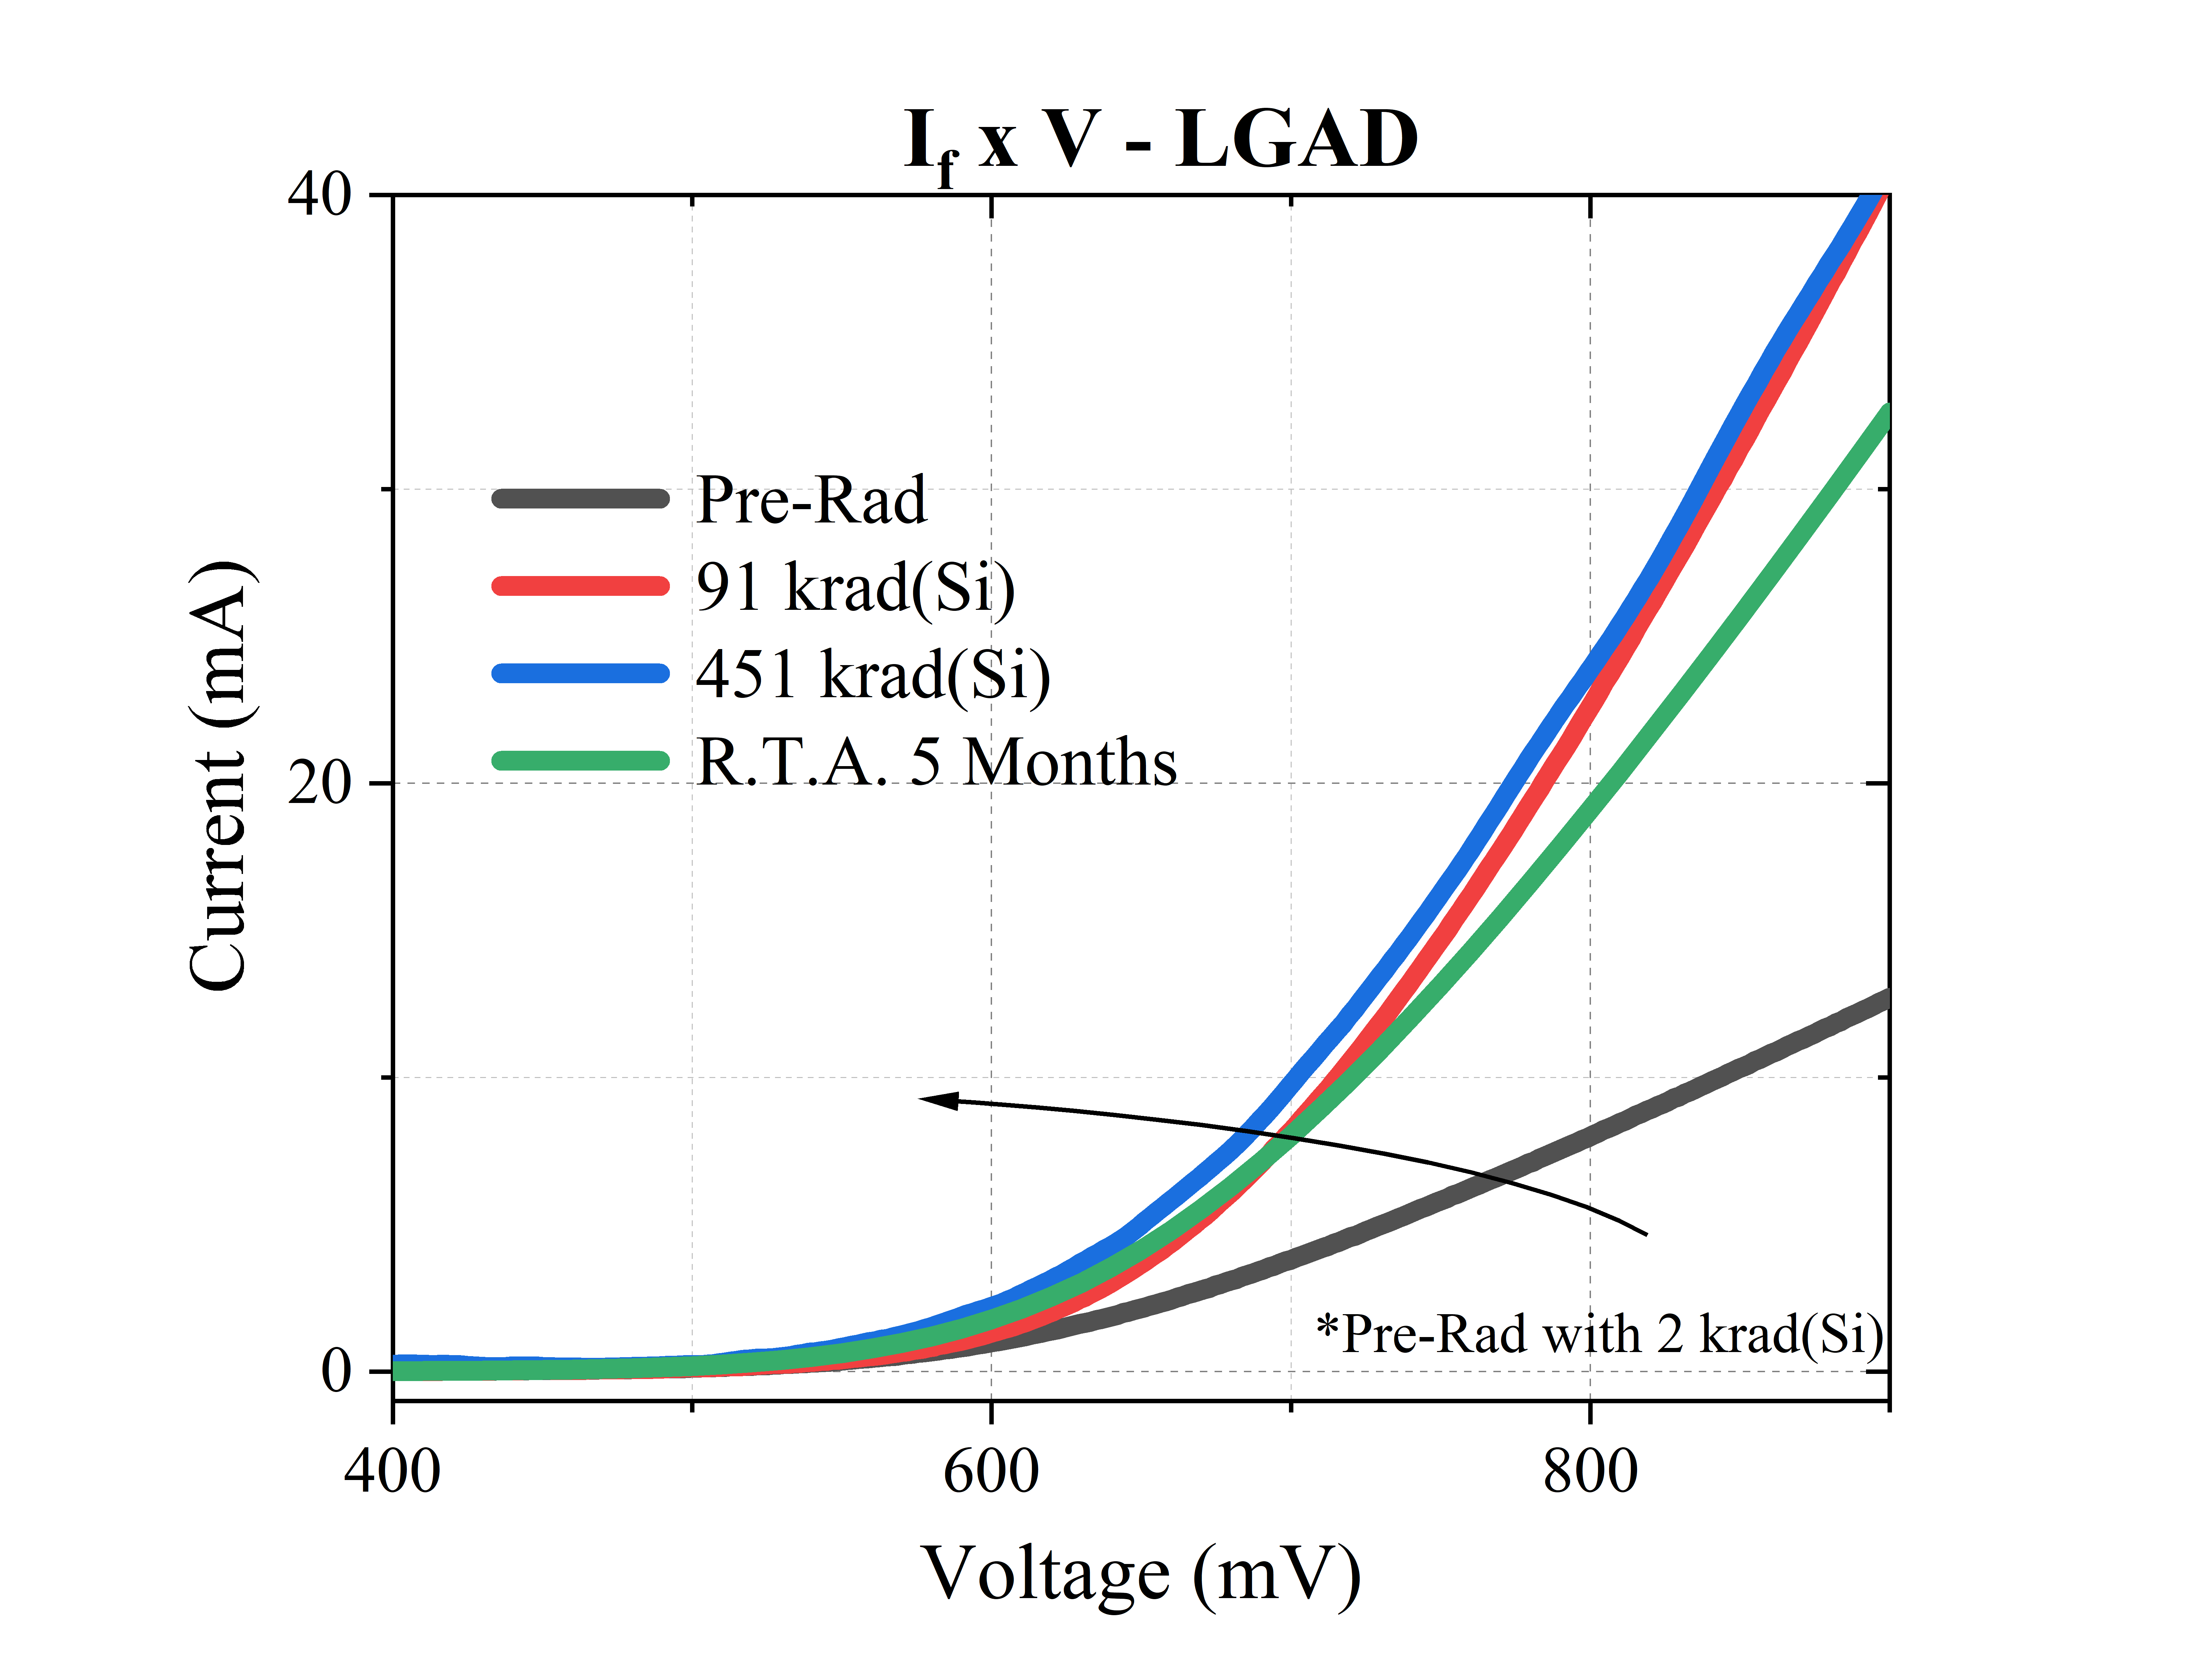 I_f x V - LGAD
40
Pre-Rad
91 krad(Si)
451 krad(Si)
R.T.A. 5 Months
20
Current (mA)
*Pre-Rad with 2 krad(Si)
0
400 600 800
Voltage (mV)